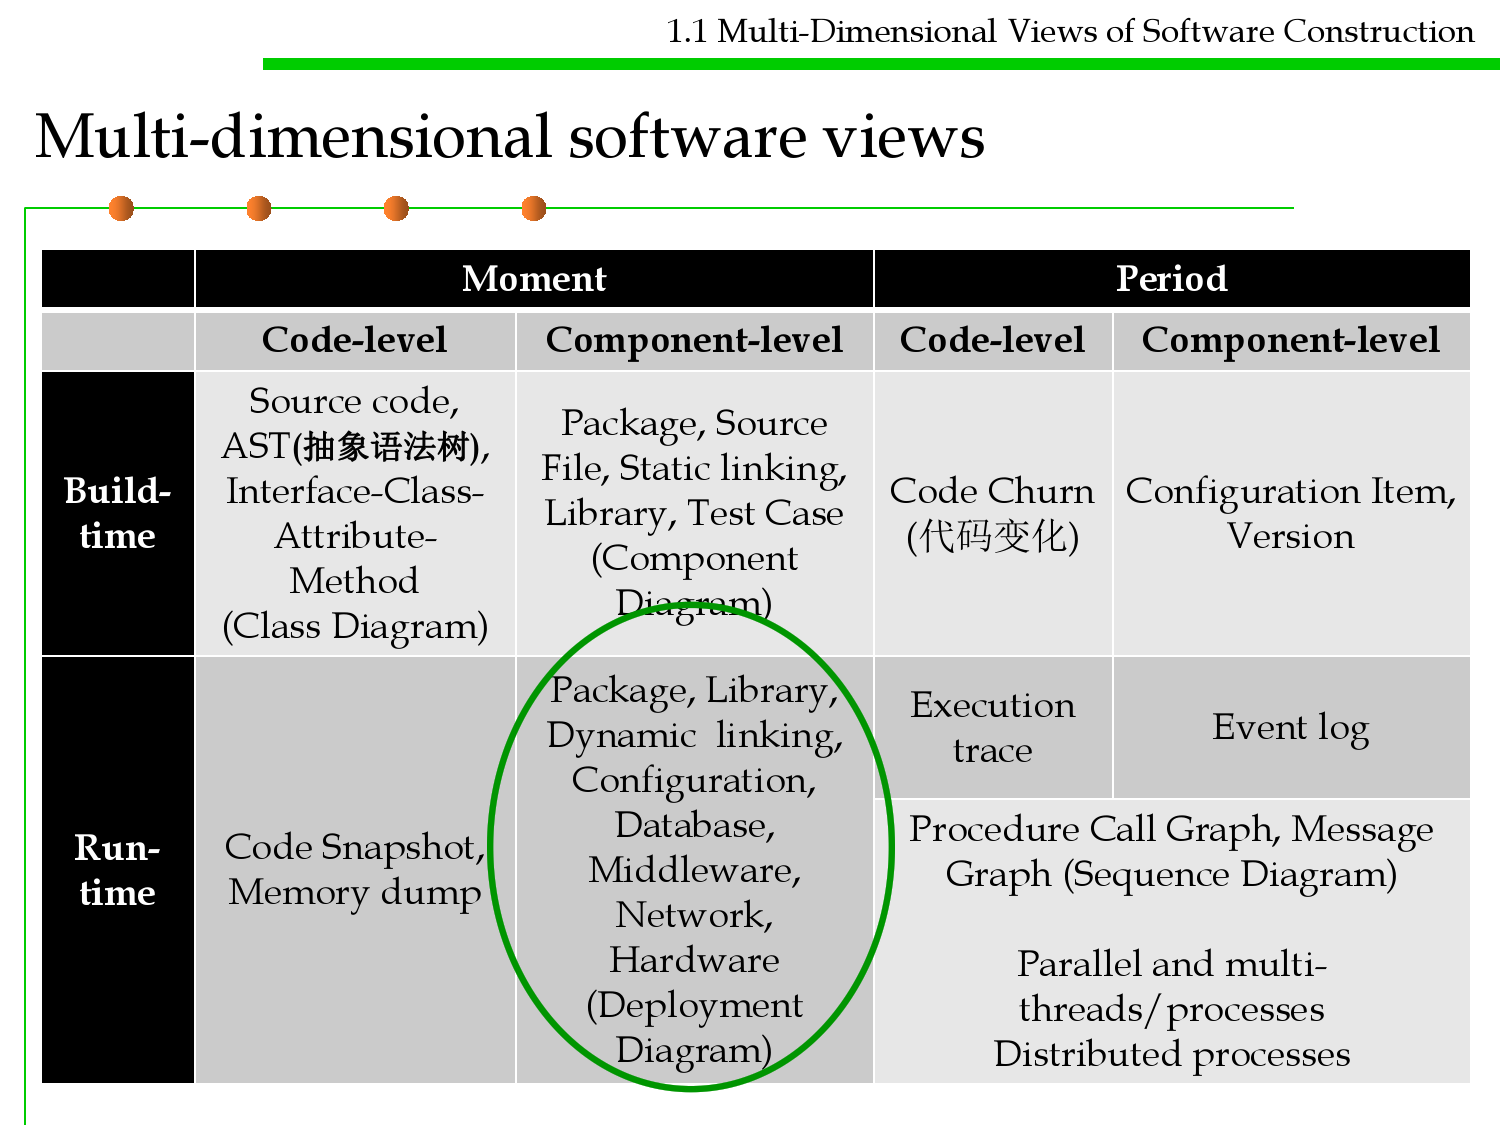 1.1 Multi-Dimensional Views of Software Construction
Multi-dimensional software views
Moment
Period
Code-level
Component-level
Code-level
Component-level
Build-
time
Source code,
AST(抽象语法树),
Interface-Class-
Attribute-
Method
(Class Diagram)
Package, Source
File, Static linking,
Library, Test Case
(Component
Diagram)
Code Churn
(代码变化)
Configuration Item,
Version
Run-
time
Code Snapshot,
Memory dump
Package, Library,
Dynamic linking,
Configuration,
Database,
Middleware,
Network,
Hardware
(Deployment
Diagram)
Execution
trace
Event log
Procedure Call Graph, Message
Graph (Sequence Diagram)
Parallel and multi-
threads/processes
Distributed processes